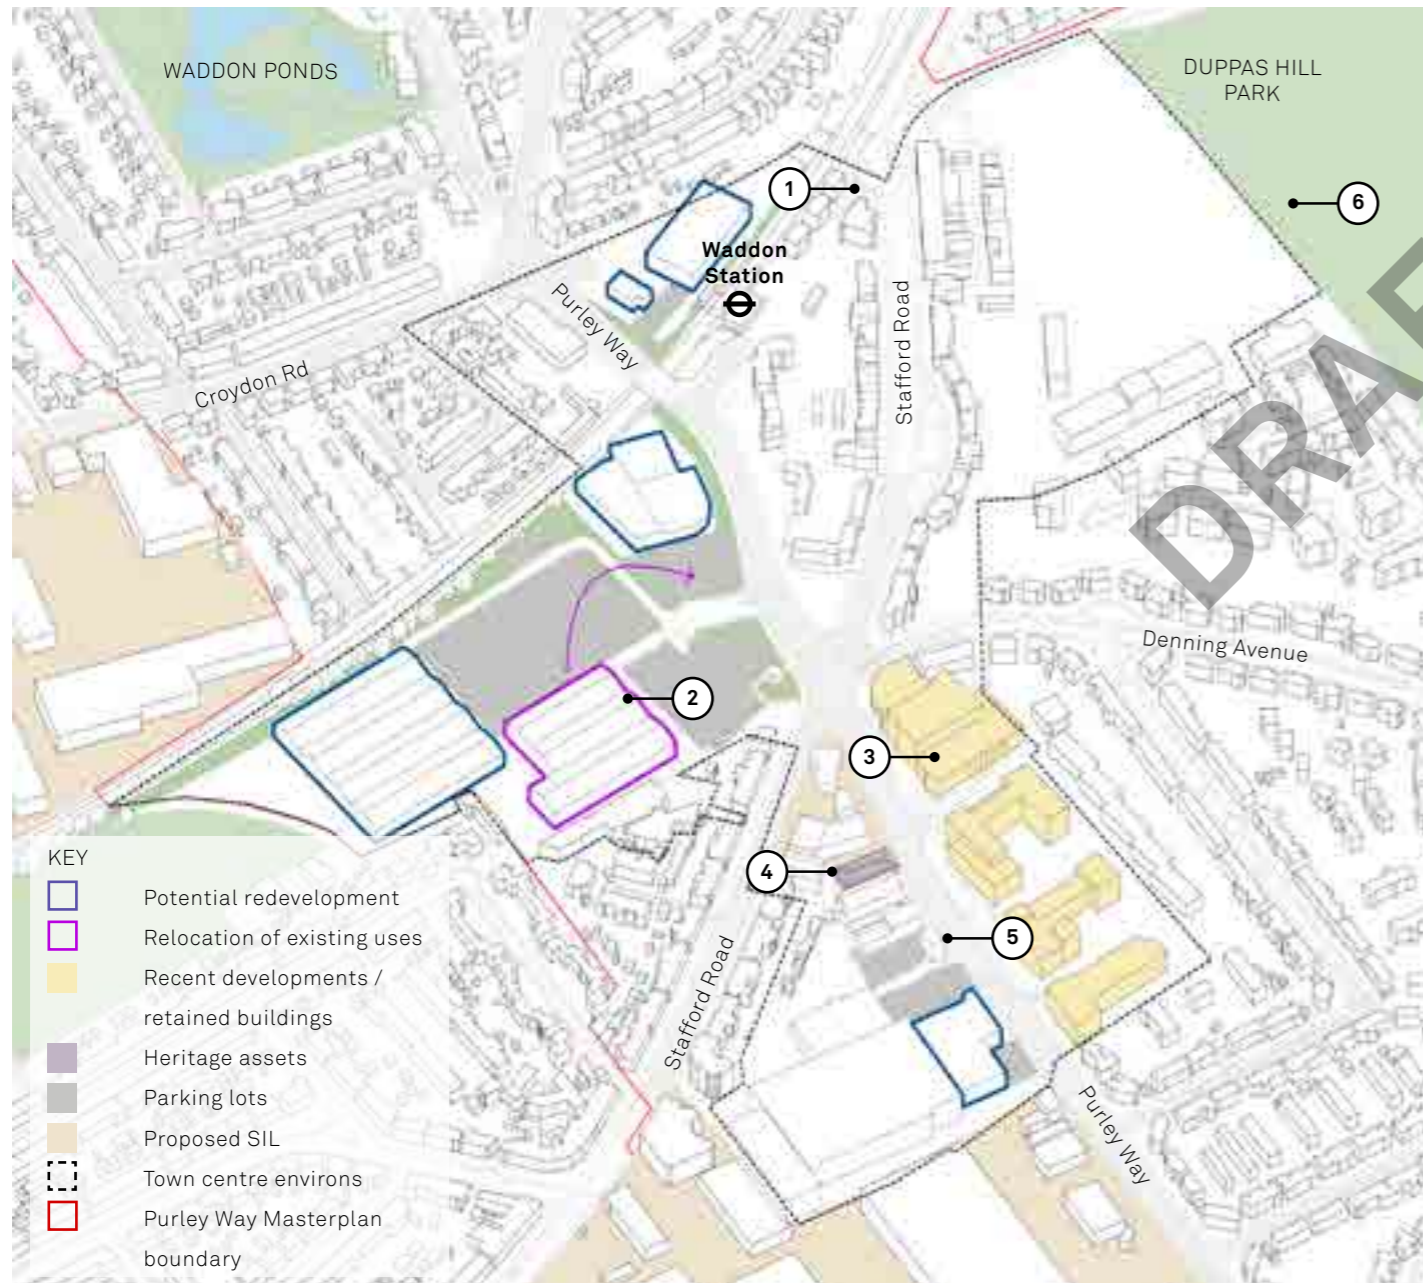 WADDON PONDS
DUPPAS HILL
PARK
1
6
Waddon
Station
Purley Way
Stafford Road
Croydon Rd
DRAF
Denning Avenue
2
3
4
5
Stafford Road
Purley Way
KEY
Potential redevelopment
Relocation of existing uses
Recent developments /
retained buildings
Heritage assets
Parking lots
Proposed SIL
Town centre environs
Purley Way Masterplan
boundary